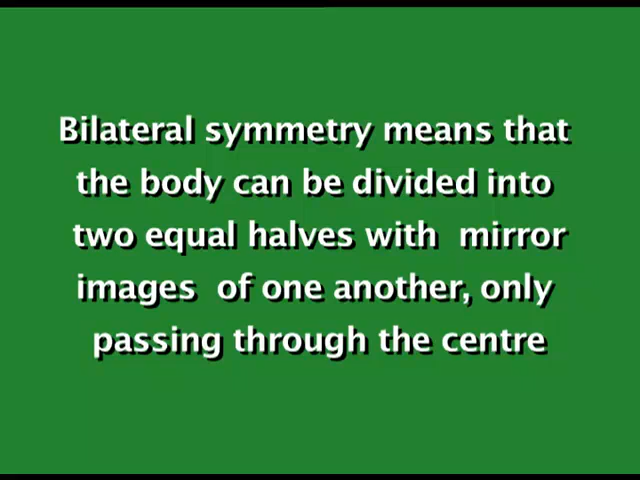 Bilateral symmetry means that
the body can be divided into
two equal halves with  mirror
images  of one another, only
passing through the centre